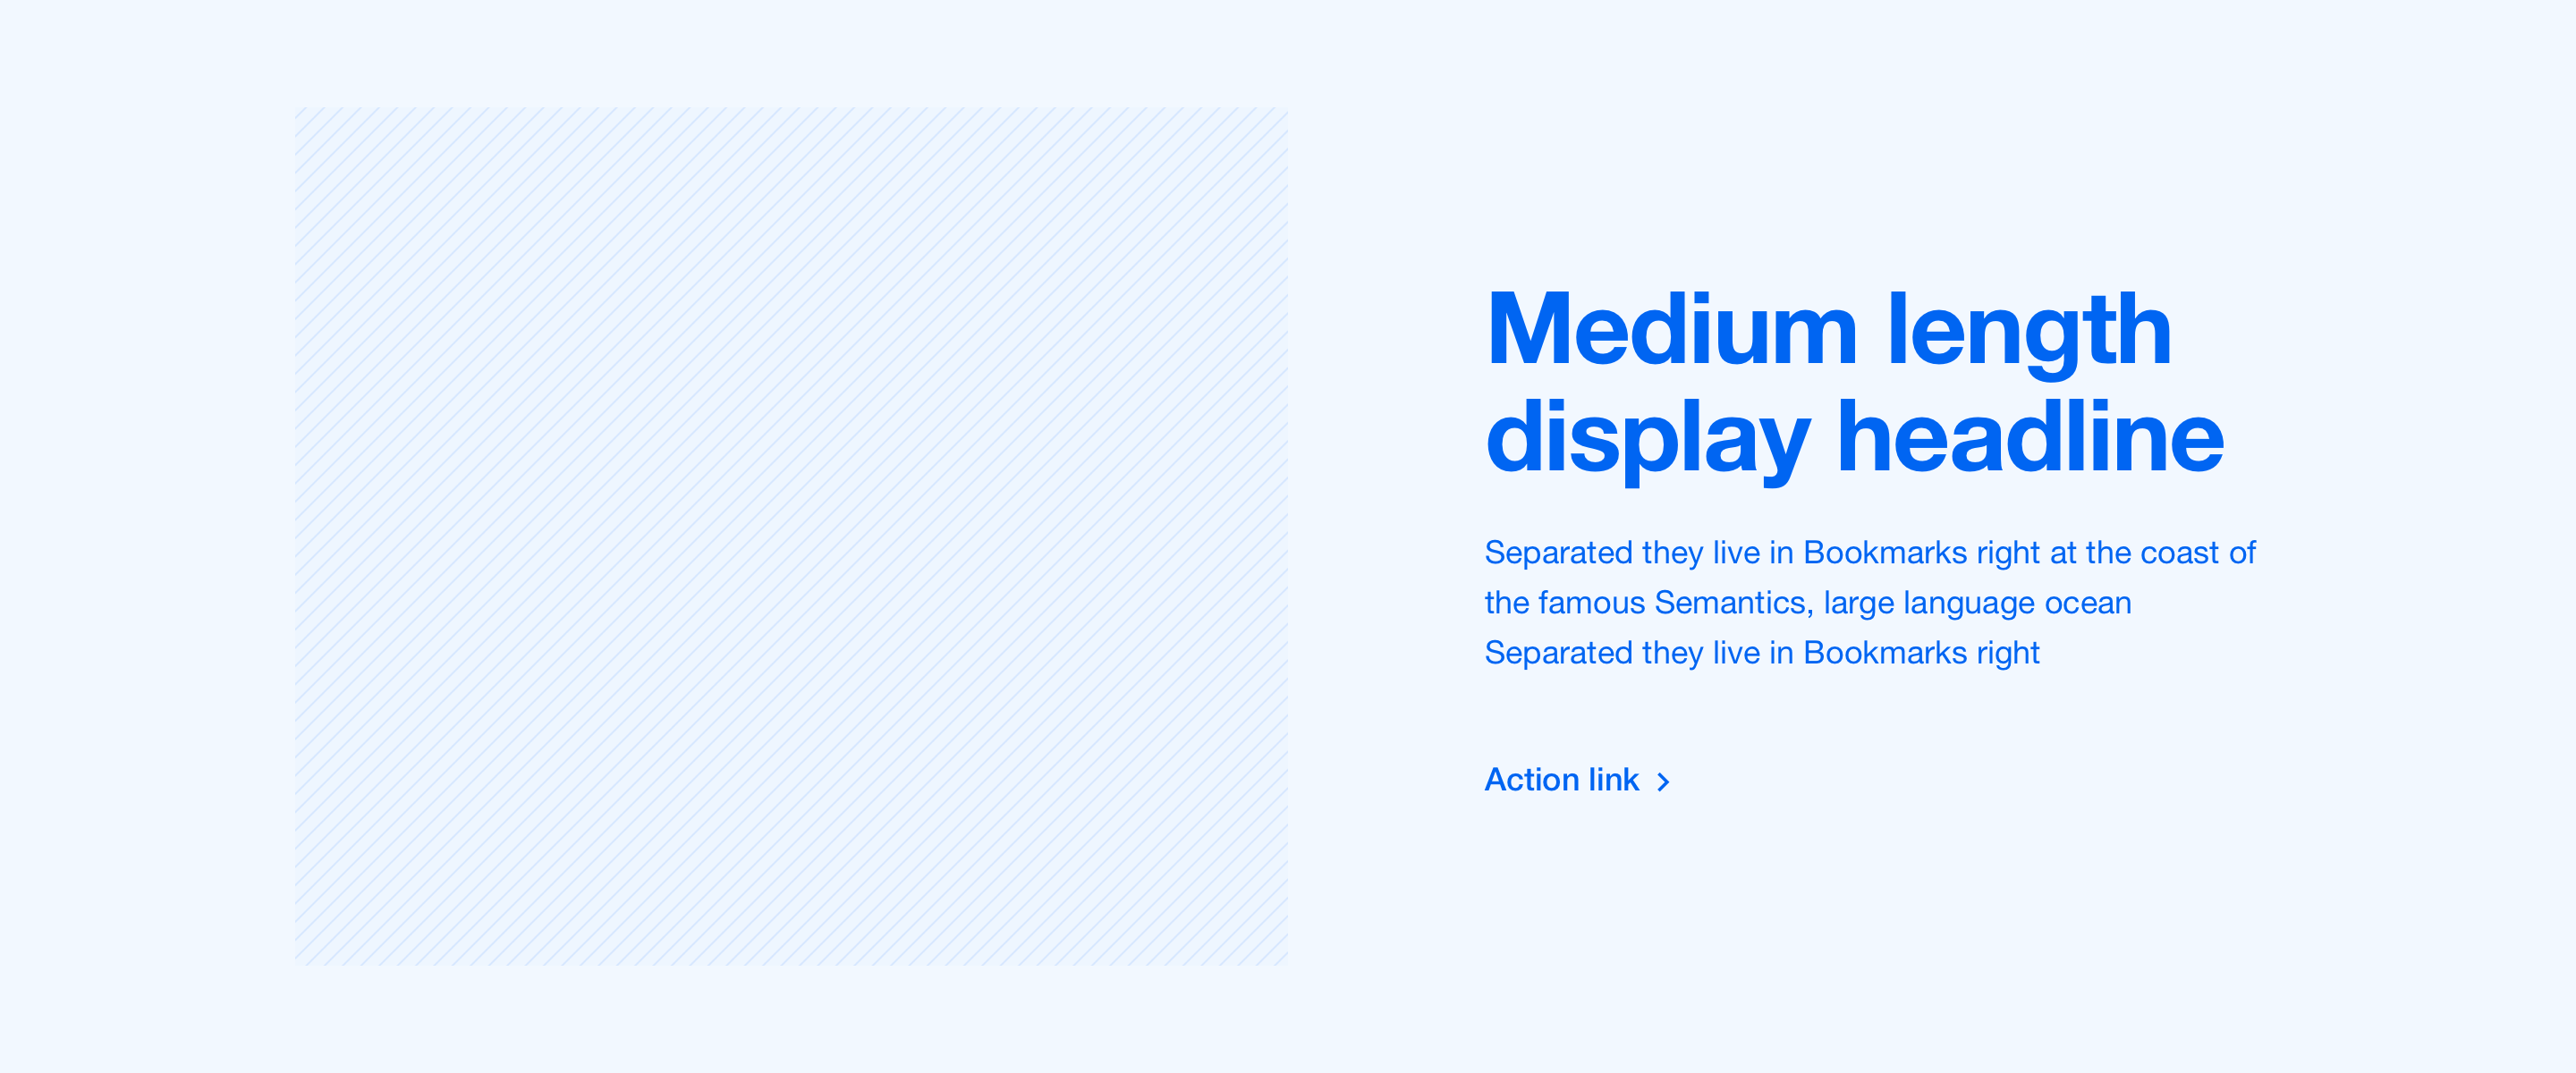 Medium length
display headline
Separated they live in Bookmarks right at the coast of
the famous Semantics, large language ocean
Separated they live in Bookmarks right
Action link